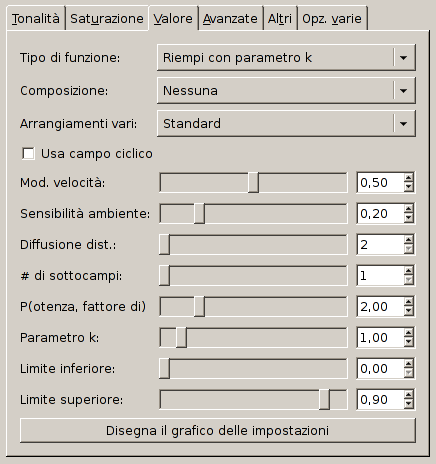 Tonalità Saturazione Valore Avanzate Altri Opz. varie
Tipo di funzione: Riempi con parametro k
Composizione: Nessuna
Arrangiamenti vari: Standard
Usa campo ciclico
Mod. velocità: 0,50
Sensibilità ambiente: 0,20
Diffusione dist.: 2
# di sottocampi: 1
P(otenza, fattore di) 2,00
Parametro k: 1,00
Limite inferiore: 0,00
Limite superiore: 0,90
Disegna il grafico delle impostazioni